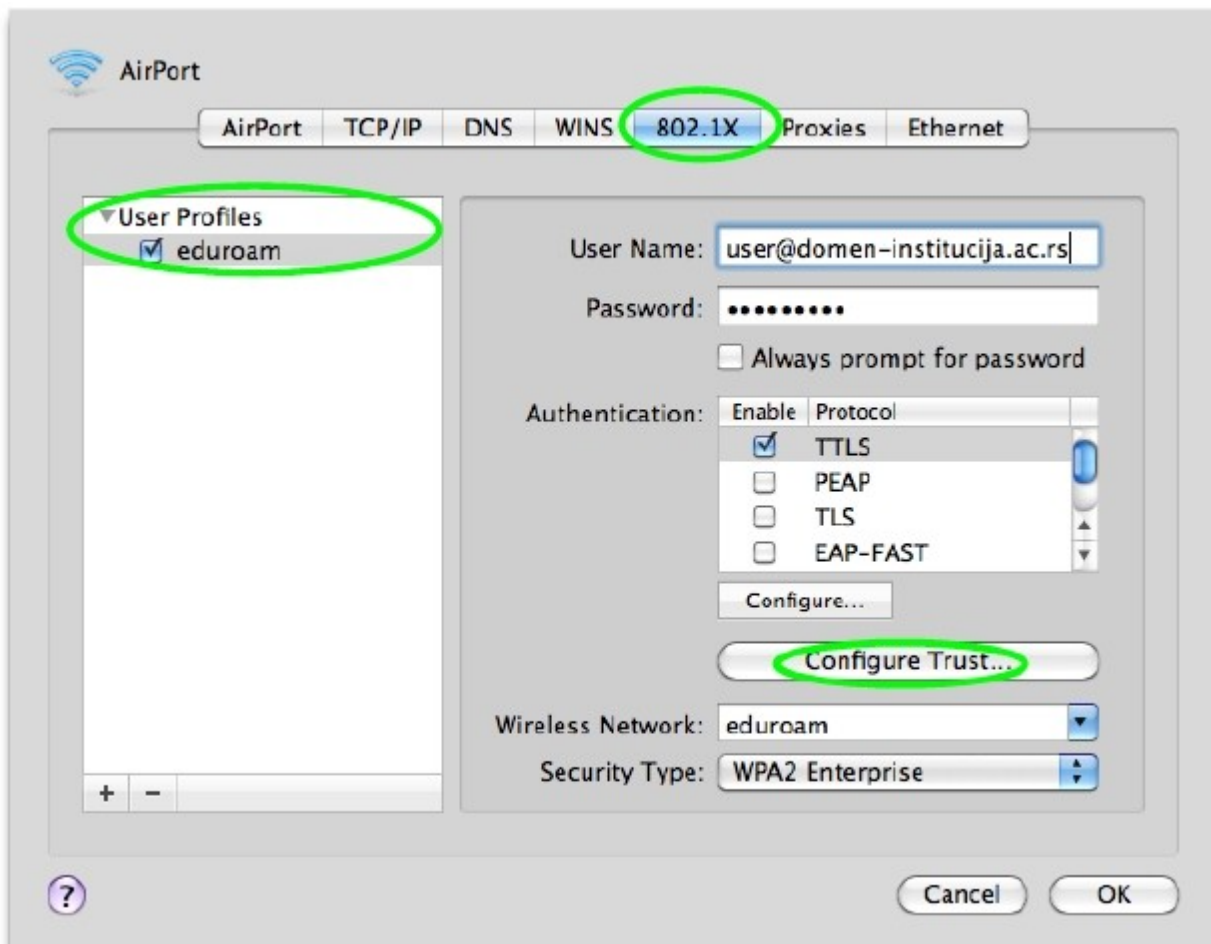 AirPort
AirPort TCP/IP DNS WINS 802.1X Proxies Ethernet
User Profiles
eduroam
User Name: user@domen-institucija.ac.rs
Password: •••••••••
Always prompt for password
Authentication: Enable Protocol
TTLS
PEAP
TLS
EAP-FAST
Configure...
Configure Trust...
Wireless Network: eduroam
Security Type: WPA2 Enterprise
+ −
? Cancel OK